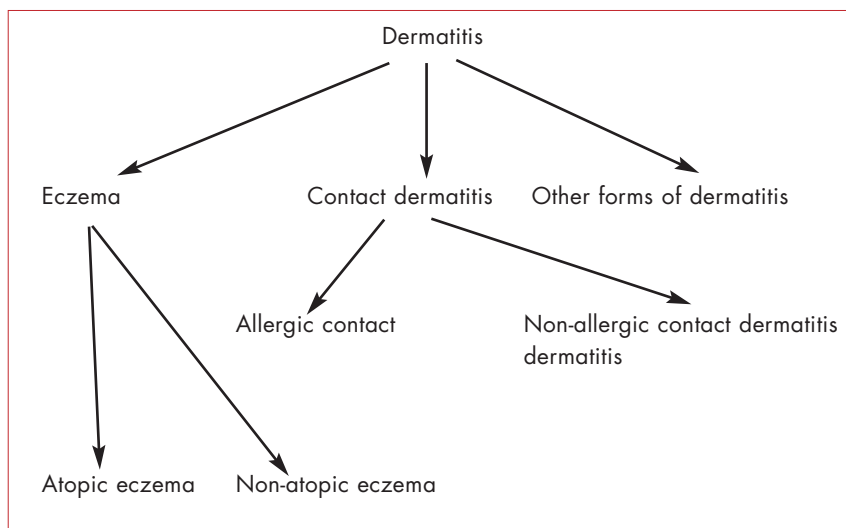 Dermatitis
Eczema
Contact dermatitis
Other forms of dermatitis
Allergic contact
Non-allergic contact dermatitis
dermatitis
Atopic eczema
Non-atopic eczema